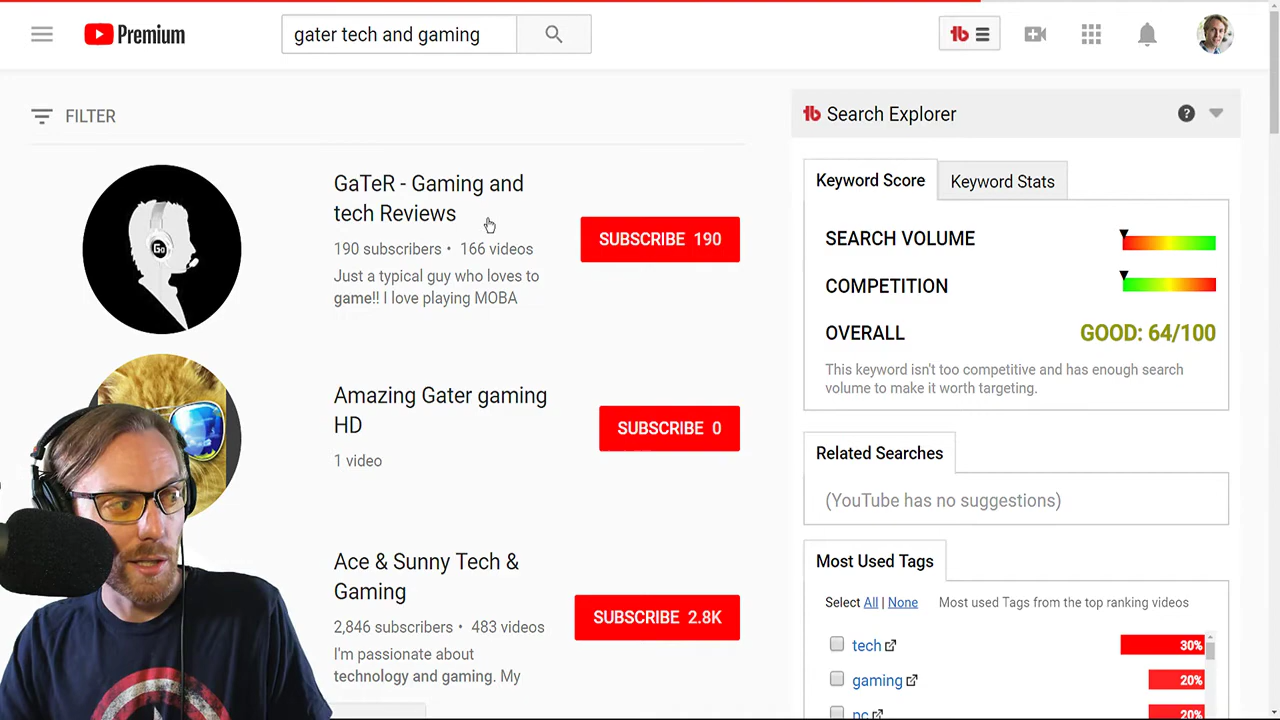 Premium
gater tech and gaming
tb
FILTER
GaTeR - Gaming and
tech Reviews
190 subscribers • 166 videos
Just a typical guy who loves to
game!! I love playing MOBA
SUBSCRIBE 190
Go
Amazing Gater gaming
HD
1 video
SUBSCRIBE 0
Ace & Sunny Tech &
Gaming
2,846 subscribers • 483 videos
I'm passionate about
technology and gaming. My
SUBSCRIBE 2.8K
tb Search Explorer
?
Keyword Score
Keyword Stats
SEARCH VOLUME
COMPETITION
OVERALL
GOOD: 64/100
This keyword isn't too competitive and has enough search
volume to make it worth targeting.
Related Searches
(YouTube has no suggestions)
Most Used Tags
Select All | None
Most used Tags from the top ranking videos
tech
30%
gaming
20%
pc
20%